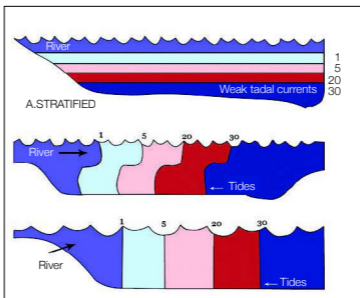 River
1
5
20
Weak tadal currents 30
A.STRATIFIED
1 5 20 30
River
Tides
1 5 20 30
River
Tides